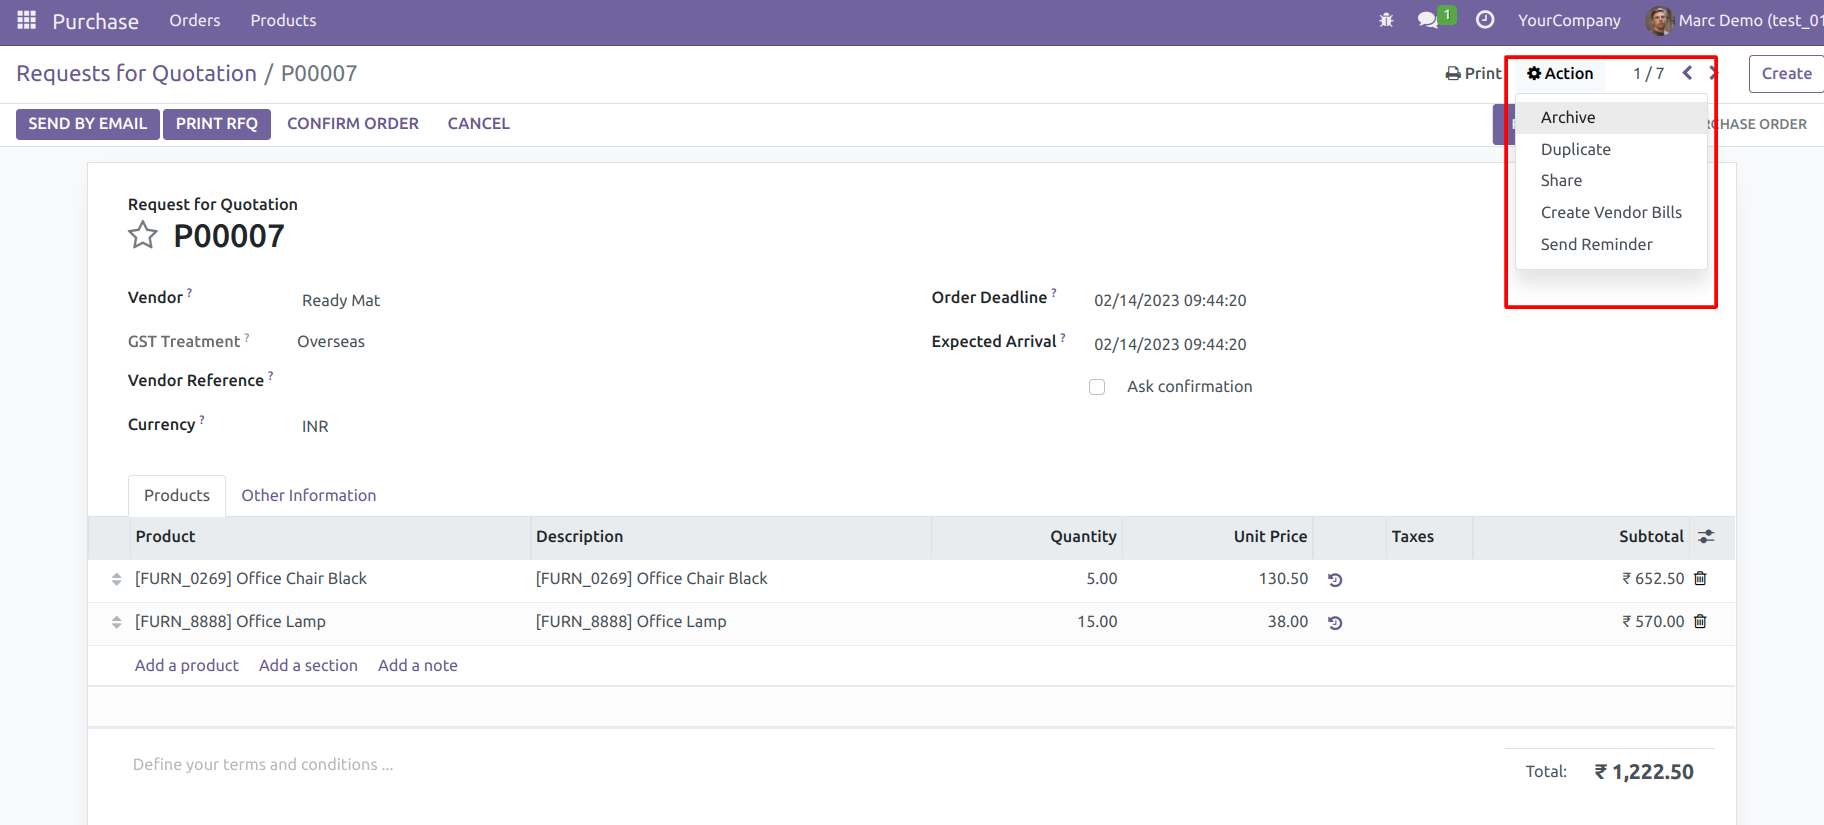 Purchase Orders Products 1 YourCompany Marc Demo (test_01
Requests for Quotation / P00007 Print Action 1 / 7 Create
SEND BY EMAIL PRINT RFQ CONFIRM ORDER CANCEL RCHASE ORDER
Archive
Duplicate
Share
Create Vendor Bills
Send Reminder
Request for Quotation
P00007
Vendor ? Ready Mat Order Deadline ? 02/14/2023 09:44:20
GST Treatment ? Overseas Expected Arrival ? 02/14/2023 09:44:20
Vendor Reference ? Ask confirmation
Currency ? INR
Products Other Information
Product Description Quantity Unit Price Taxes Subtotal
[FURN_0269] Office Chair Black [FURN_0269] Office Chair Black 5.00 130.50 ₹ 652.50
[FURN_8888] Office Lamp [FURN_8888] Office Lamp 15.00 38.00 ₹ 570.00
Add a product Add a section Add a note
Define your terms and conditions ...
Total: ₹ 1,222.50